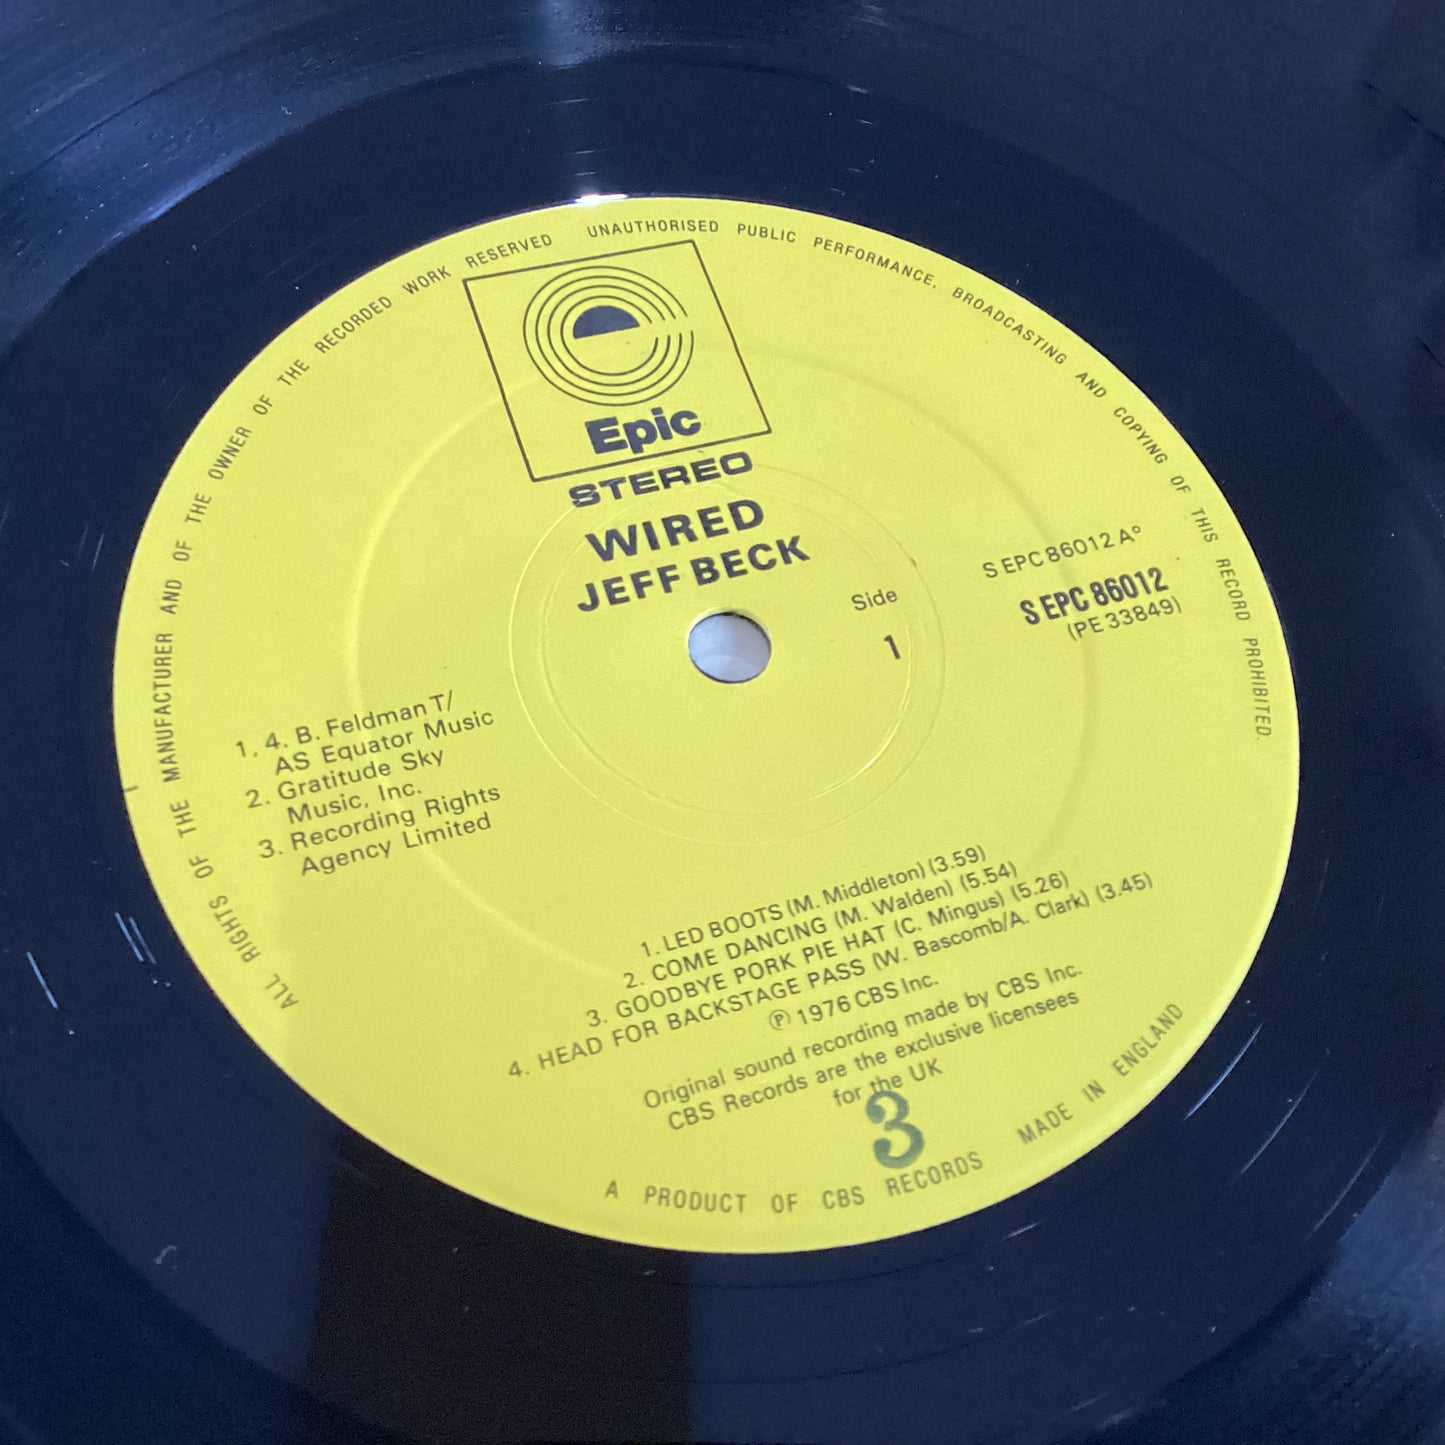 ALL RIGHTS OF THE MANUFACTURER AND OF THE OWNER OF THE RECORDED WORK RESERVED UNAUTHORISED PUBLIC PERFORMANCE, BROADCASTING AND COPYING OF THIS RECORD PROHIBITED.
Epic
STEREO
WIRED
JEFF BECK
Side
1
S EPC 86012 A°
S EPC 86012
(PE 33849)
1, 4. B. Feldman T/
AS Equator Music
2. Gratitude Sky
Music, Inc.
3. Recording Rights
Agency Limited
1. LED BOOTS (M. Middleton) (3.59)
2. COME DANCING (M. Walden) (5.54)
3. GOODBYE PORK PIE HAT (C. Mingus) (5.26)
4. HEAD FOR BACKSTAGE PASS (W. Bascomb/A. Clark) (3.45)
℗ 1976 CBS Inc.
Original sound recording made by CBS Inc.
CBS Records are the exclusive licensees
for the UK
3
A PRODUCT OF CBS RECORDS MADE IN ENGLAND